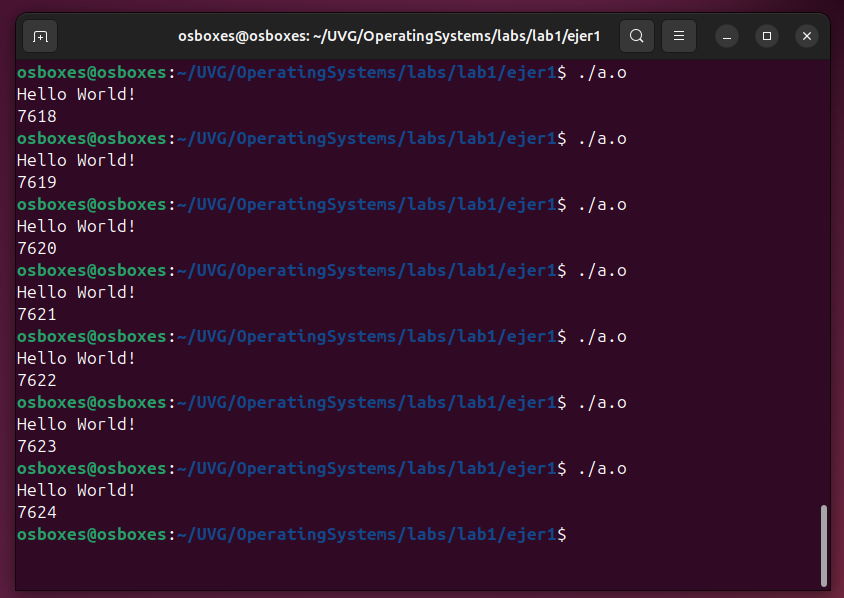 osboxes@osboxes: ~/UVG/OperatingSystems/labs/lab1/ejer1
osboxes@osboxes:~/UVG/OperatingSystems/labs/lab1/ejer1$ ./a.o
Hello World!
7618
osboxes@osboxes:~/UVG/OperatingSystems/labs/lab1/ejer1$ ./a.o
Hello World!
7619
osboxes@osboxes:~/UVG/OperatingSystems/labs/lab1/ejer1$ ./a.o
Hello World!
7620
osboxes@osboxes:~/UVG/OperatingSystems/labs/lab1/ejer1$ ./a.o
Hello World!
7621
osboxes@osboxes:~/UVG/OperatingSystems/labs/lab1/ejer1$ ./a.o
Hello World!
7622
osboxes@osboxes:~/UVG/OperatingSystems/labs/lab1/ejer1$ ./a.o
Hello World!
7623
osboxes@osboxes:~/UVG/OperatingSystems/labs/lab1/ejer1$ ./a.o
Hello World!
7624
osboxes@osboxes:~/UVG/OperatingSystems/labs/lab1/ejer1$